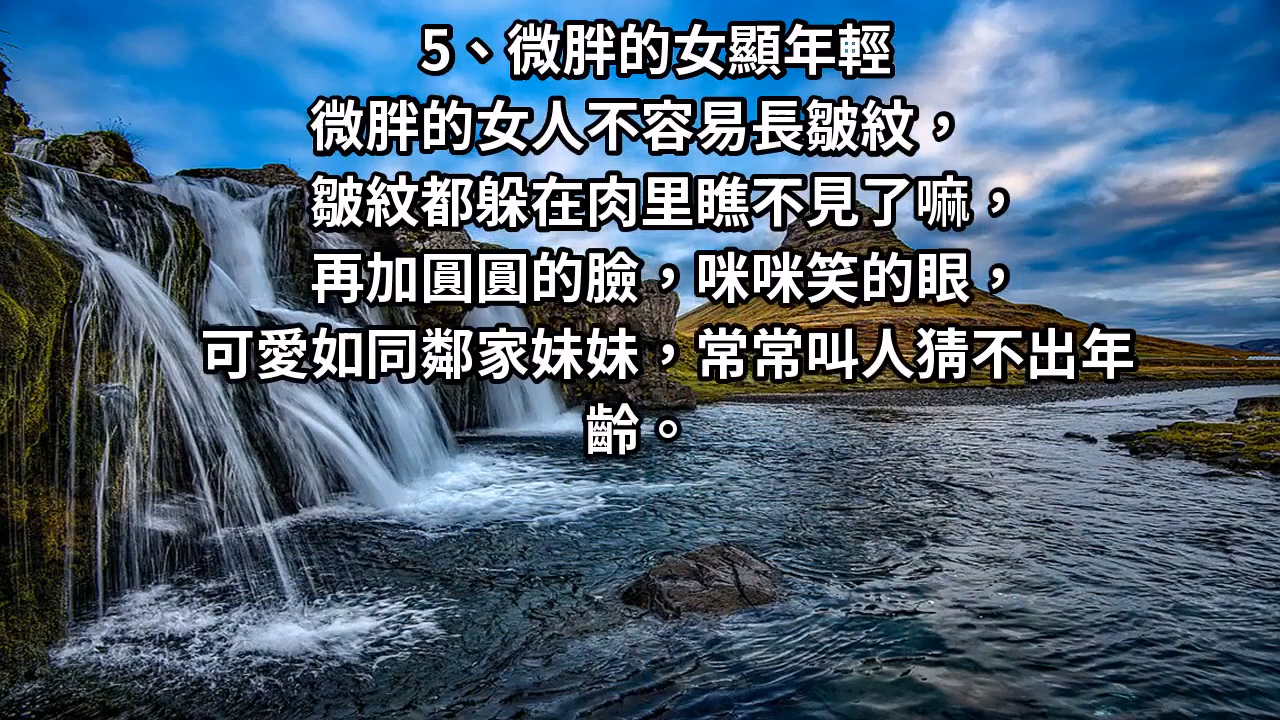 5、微胖的女顯年輕
微胖的女人不容易長皺紋，
皺紋都躲在肉里瞧不見了嘛，
再加圓圓的臉，咪咪笑的眼，
可愛如同鄰家妹妹，常常叫人猜不出年
齡。